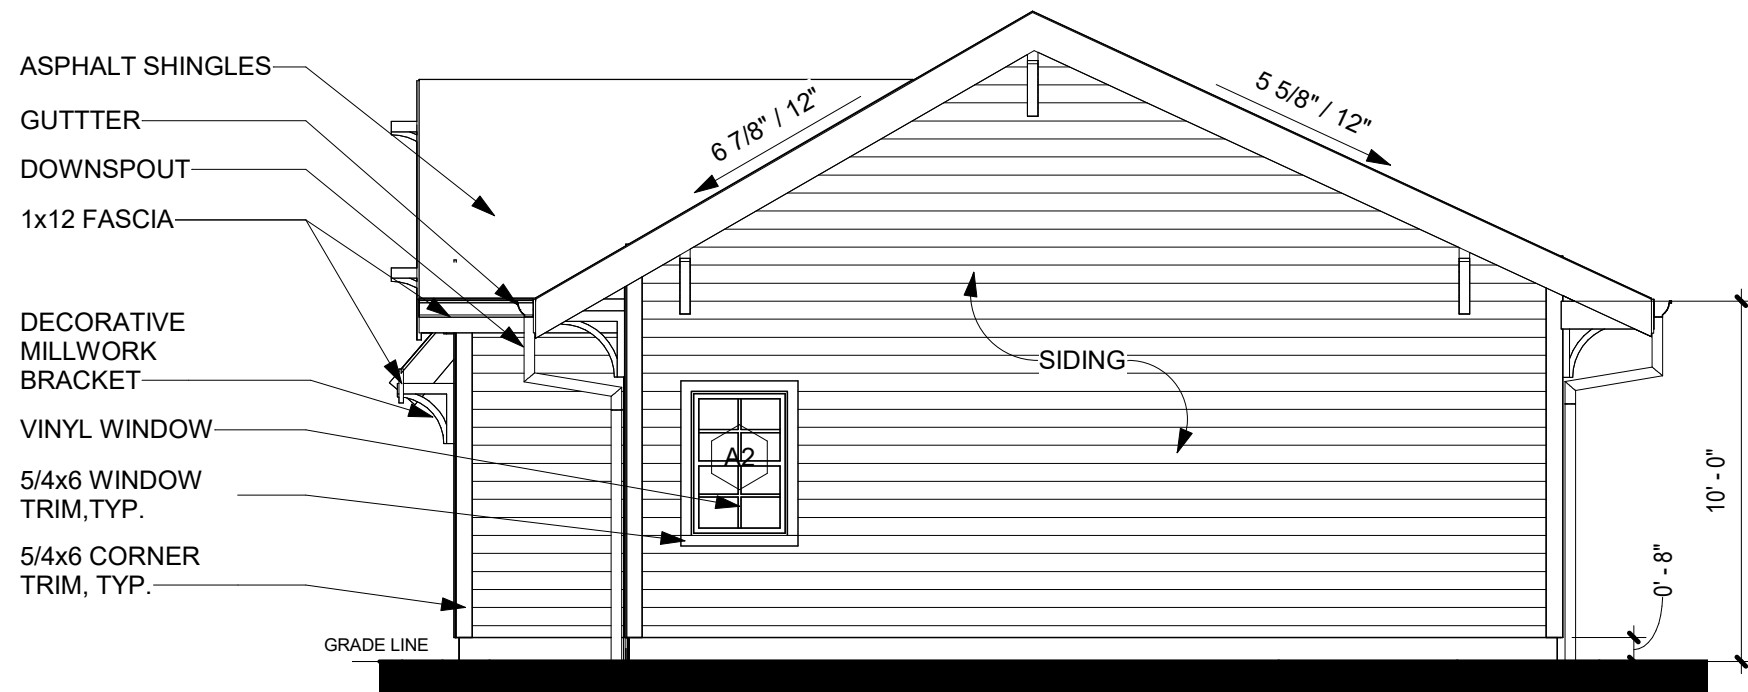 ASPHALT SHINGLES
GUTTTER
DOWNSPOUT
1x12 FASCIA
DECORATIVE
MILLWORK
BRACKET
VINYL WINDOW
5/4x6 WINDOW
TRIM,TYP.
5/4x6 CORNER
TRIM, TYP.
GRADE LINE
6 7/8" / 12"
5 5/8" / 12"
SIDING
A2
10' - 0"
0' - 8"